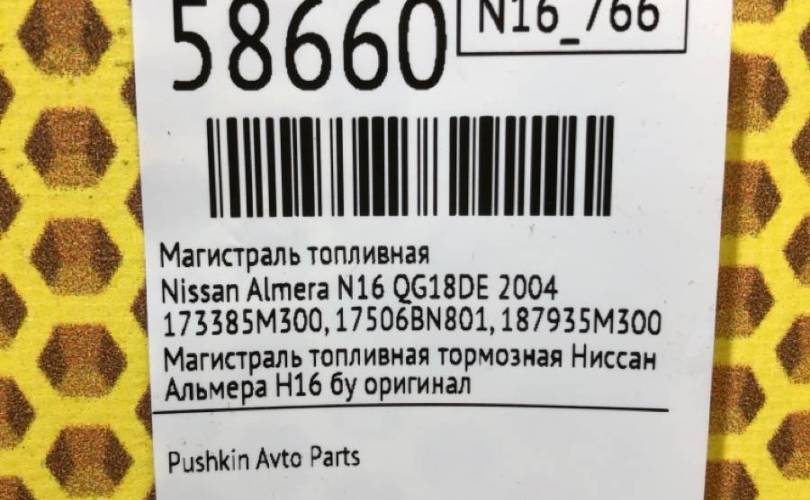 58660
N16_766
Магистраль топливная
Nissan Almera N16 QG18DE 2004
173385M300, 17506BN801, 187935M300
Магистраль топливная тормозная Ниссан
Альмера Н16 бу оригинал
Pushkin Avto Parts